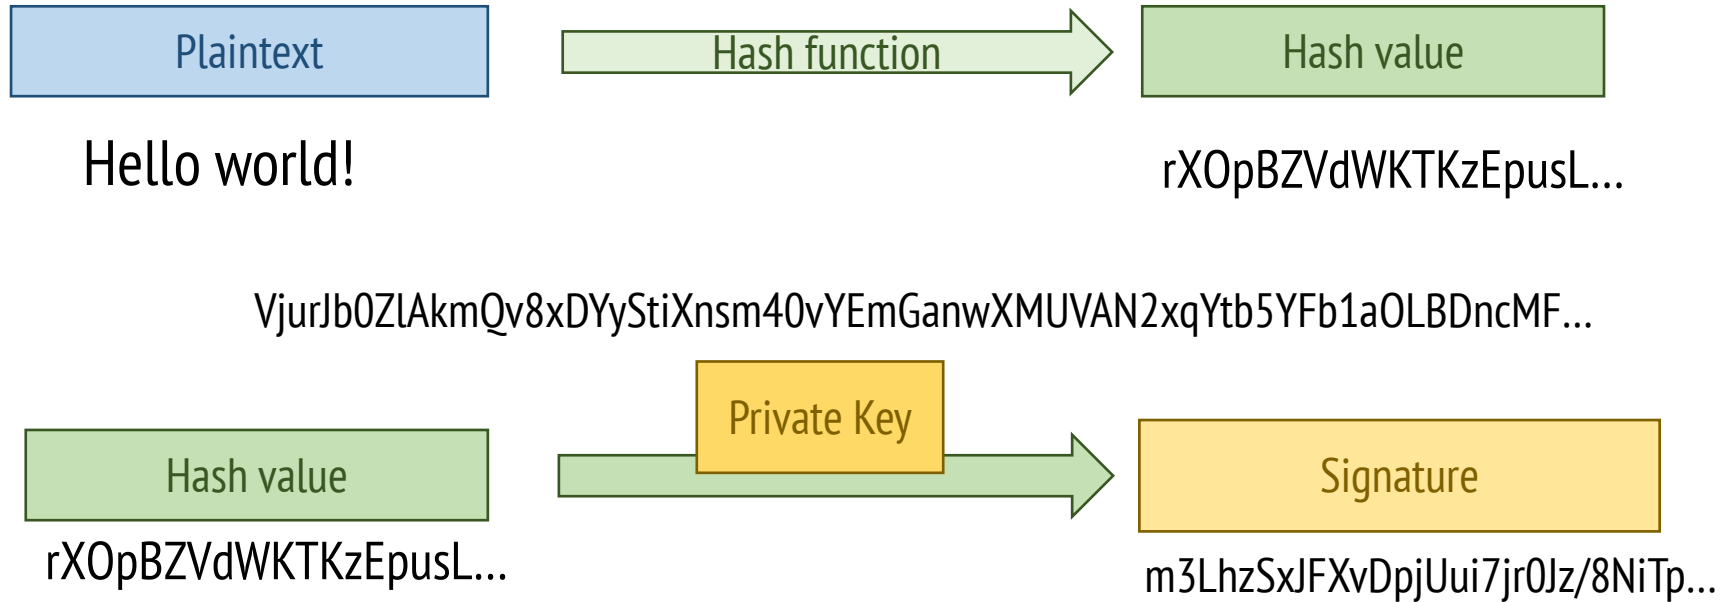 Plaintext
Hash function
Hash value
Hello world!
rXOpBZVdWKTKzEpusL...
VjurJb0ZlAkmQv8xDYyStiXnsm40vYEmGanwXMUVAN2xqYtb5YFb1aOLBDncMF...
Private Key
Hash value
Signature
rXOpBZVdWKTKzEpusL...
m3LhzSxJFXvDpjUui7jr0Jz/8NiTp...